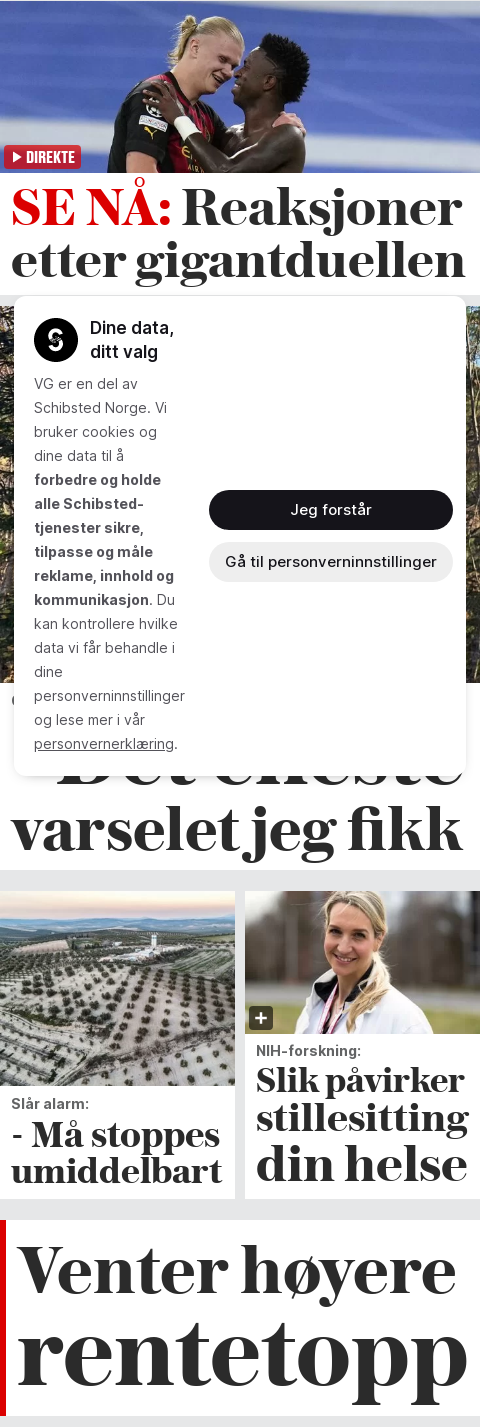 DIREKTE
SE NÅ: Reaksjoner
etter gigantduellen
Dine data,
ditt valg
VG er en del av
Schibsted Norge. Vi
bruker cookies og
dine data til å
forbedre og holde
alle Schibsted-
tjenester sikre,
tilpasse og måle
reklame, innhold og
kommunikasjon. Du
kan kontrollere hvilke
data vi får behandle i
dine
personverninnstillinger
og lese mer i vår
personvernerklæring.
Jeg forstår
Gå til personverninnstillinger
varselet jeg fikk
Slår alarm:
- Må stoppes
umiddelbart
NIH-forskning:
Slik påvirker
stillesitting
din helse
Venter høyere
rentetopp